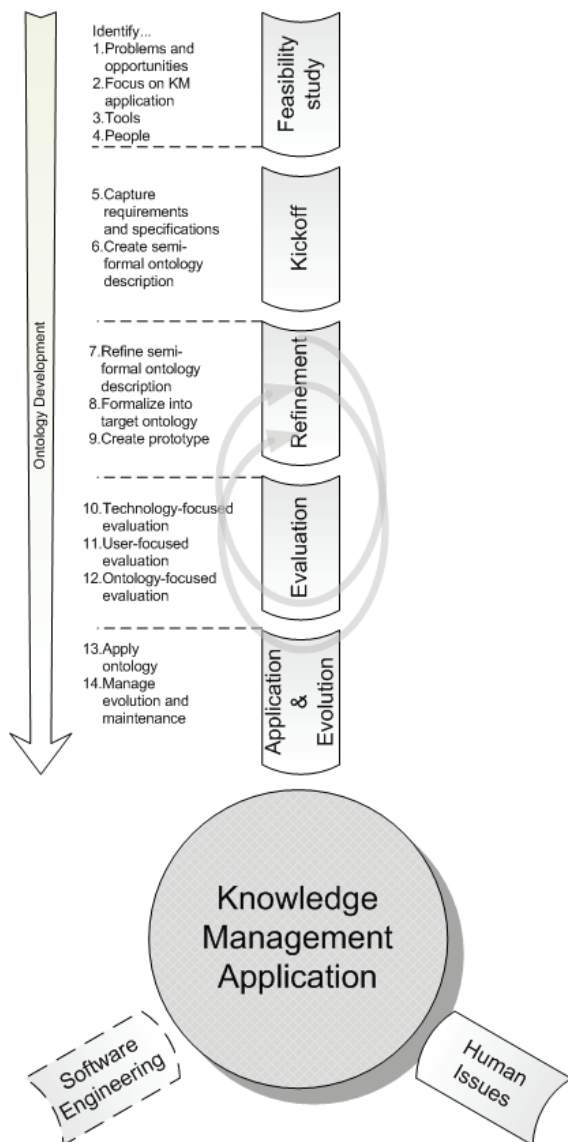 Identify...
1.Problems and
opportunities
2.Focus on KM
application
3.Tools
4.People
Feasibility
study
5.Capture
requirements
and specifications
6.Create semi-
formal ontology
description
Kickoff
7.Refine semi-
formal ontology
description
8.Formalize into
target ontology
9.Create prototype
Refinement
10.Technology-focused
evaluation
11.User-focused
evaluation
12.Ontology-focused
evaluation
Evaluation
13.Apply
ontology
14.Manage
evolution and
maintenance
Application
&
Evolution
Ontology Development
Knowledge
Management
Application
Software
Engineering
Human
Issues